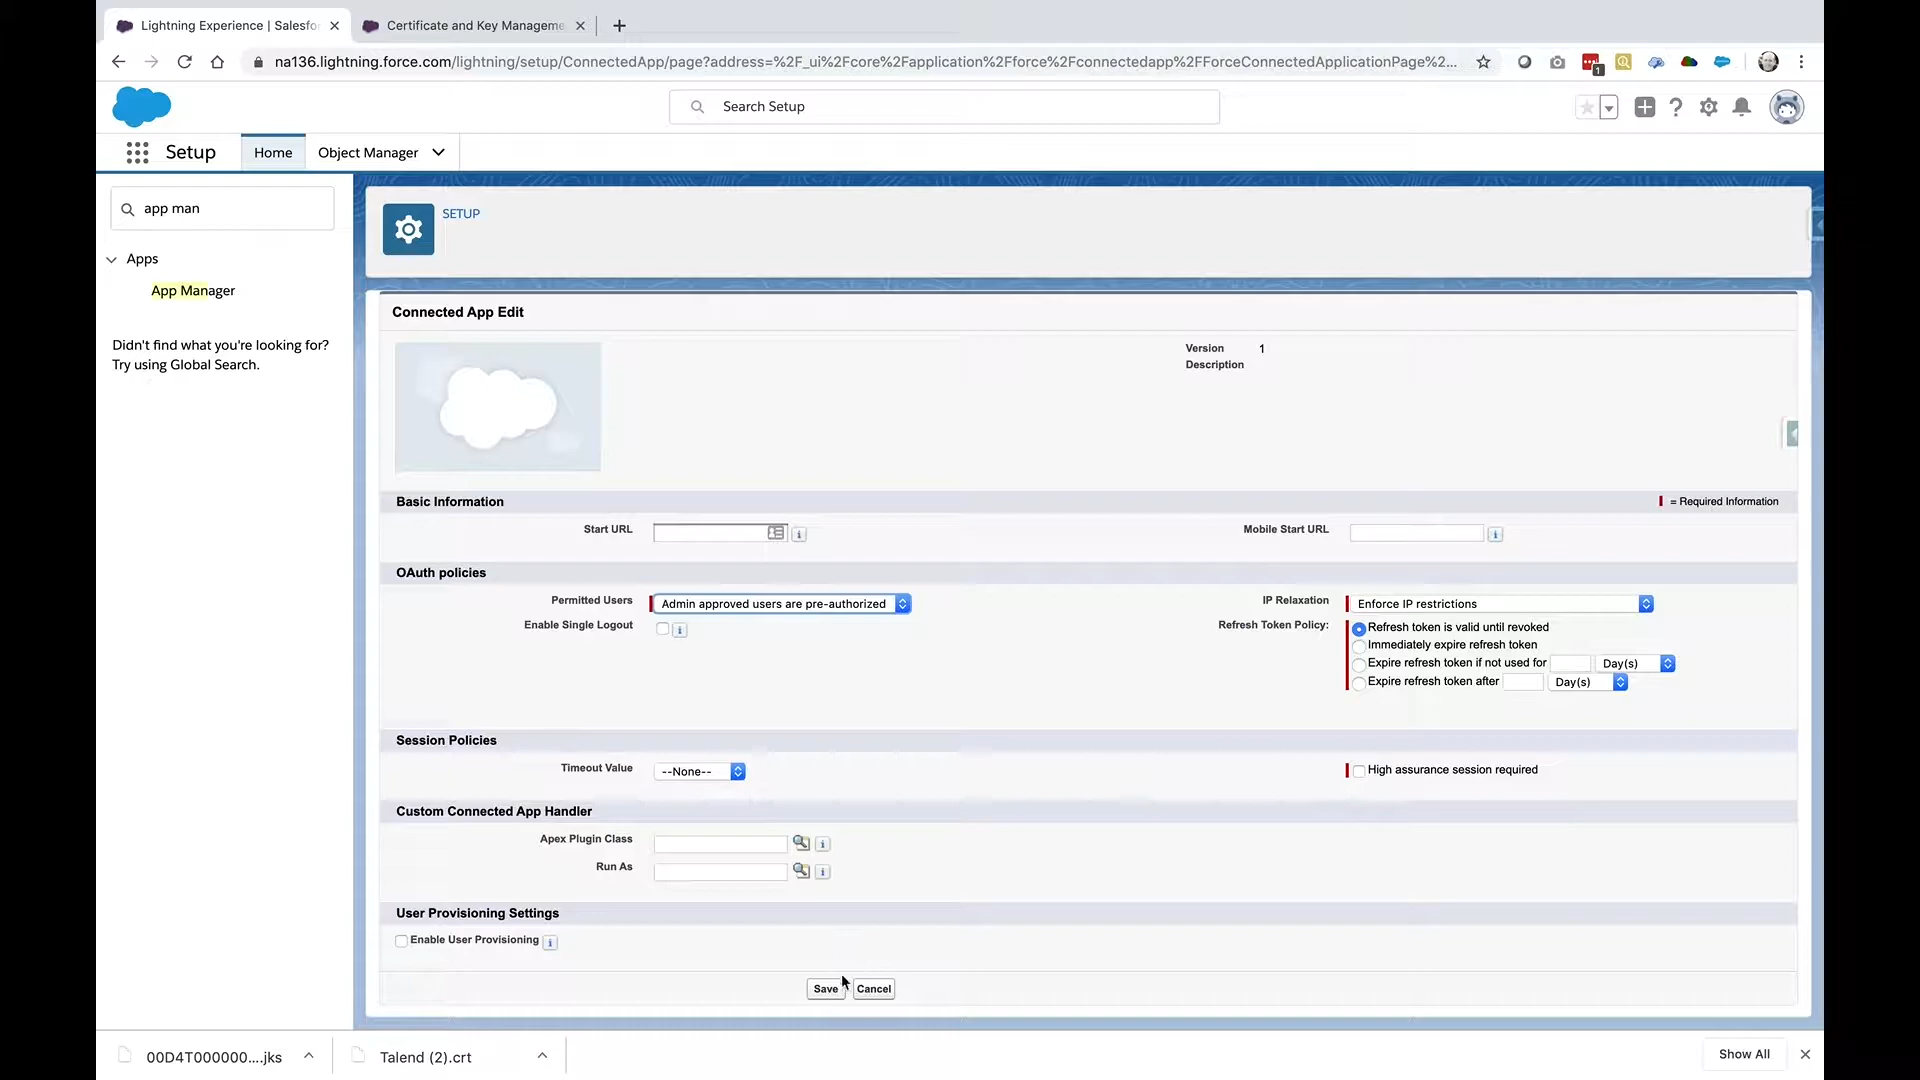 Lightning Experience | Salesfo
Certificate and Key Manageme
na136.lightning.force.com/lightning/setup/ConnectedApp/page?address=%2F_ui%2Fcore%2Fapplication%2Fforce%2Fconnectedapp%2FForceConnectedApplicationPage%2...
1
Search Setup
Setup
Home
Object Manager
app man
SETUP
Apps
App Manager
Didn't find what you're looking for?
Try using Global Search.
Connected App Edit
Version 1
Description
Basic Information
= Required Information
Start URL
Mobile Start URL
OAuth policies
Permitted Users Admin approved users are pre-authorized
IP Relaxation Enforce IP restrictions
Enable Single Logout
Refresh Token Policy: Refresh token is valid until revoked
Immediately expire refresh token
Expire refresh token if not used for Day(s)
Expire refresh token after Day(s)
Session Policies
Timeout Value --None--
High assurance session required
Custom Connected App Handler
Apex Plugin Class
Run As
User Provisioning Settings
Enable User Provisioning
Save Cancel
00D4T000000....jks
Talend (2).crt
Show All